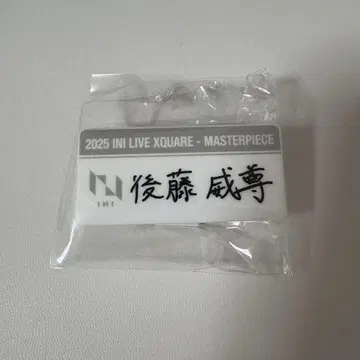 2025 INI LIVE XQUARE - MASTERPIECE
後藤 威尊
INI